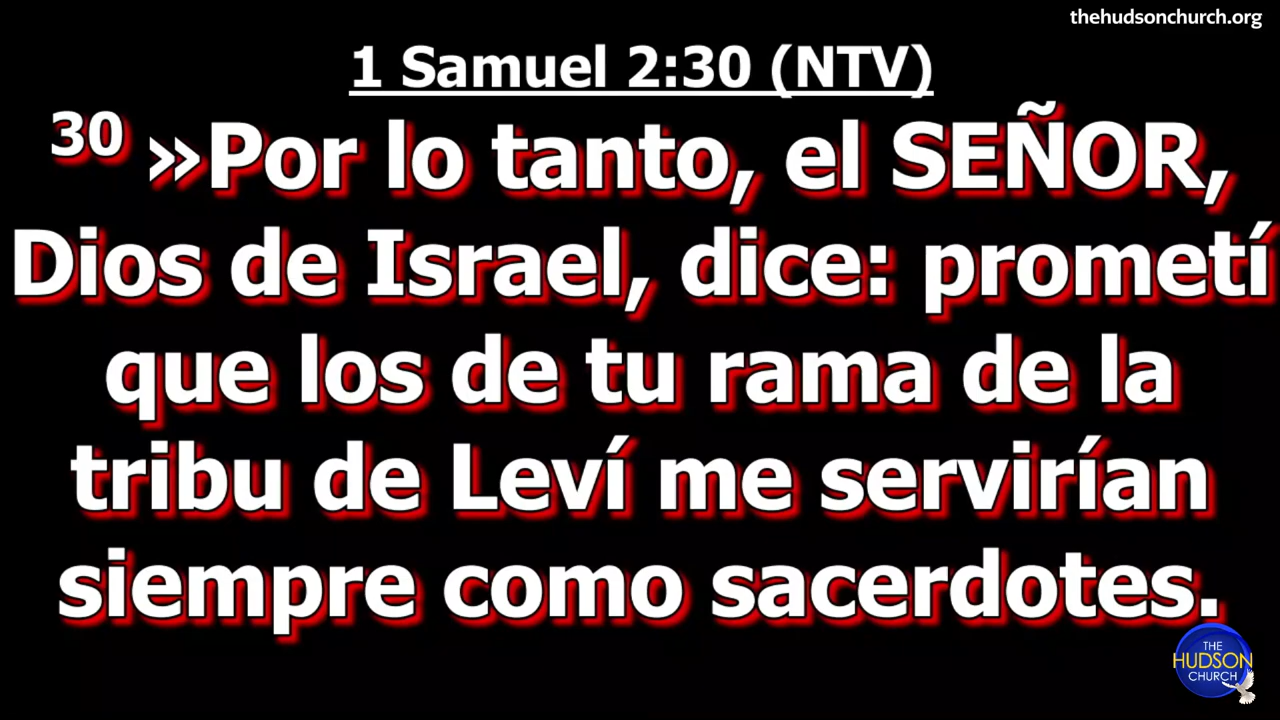 thehudsonchurch.org
1 Samuel 2:30 (NTV)
30 »Por lo tanto, el SEÑOR,
Dios de Israel, dice: prometí
que los de tu rama de la
tribu de Leví me servirían
siempre como sacerdotes.
THE
HUDSON
CHURCH